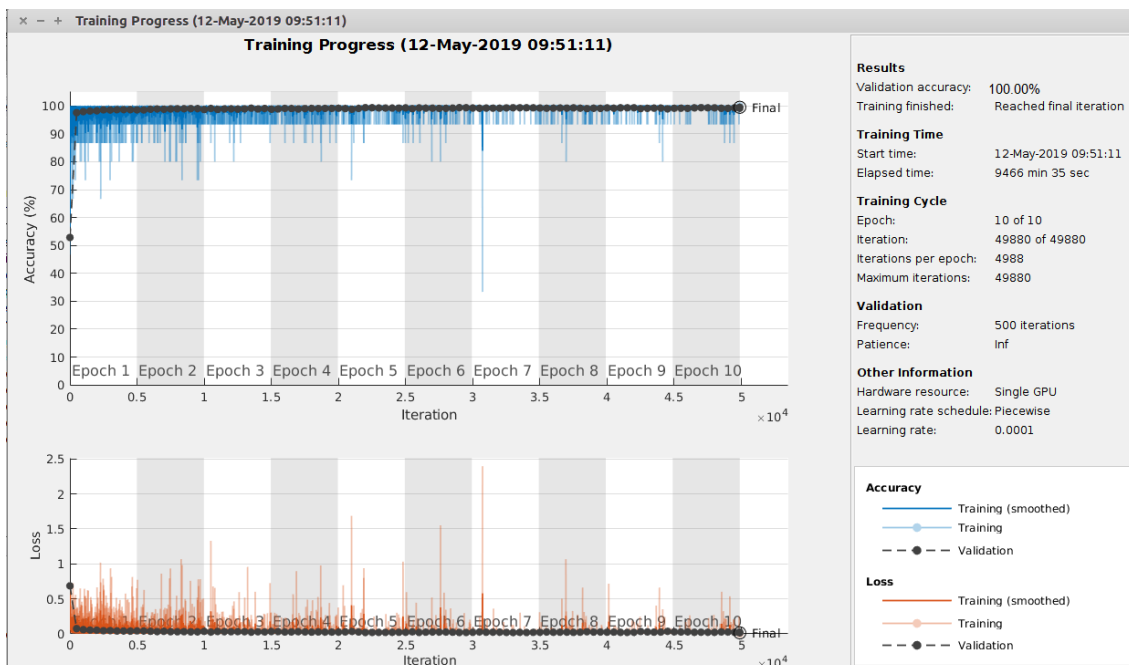 × − + Training Progress (12-May-2019 09:51:11)
Training Progress (12-May-2019 09:51:11)
Accuracy (%)
100
90
80
70
60
50
40
30
20
10
0
Final
Epoch 1 Epoch 2 Epoch 3 Epoch 4 Epoch 5 Epoch 6 Epoch 7 Epoch 8 Epoch 9 Epoch 10
0 0.5 1 1.5 2 2.5 3 3.5 4 4.5 5
Iteration
×10⁴
Loss
2.5
2
1.5
1
0.5
0
Final
1 Epoch 2 Epoch 3 Epoch 4 Epoch 5 Epoch 6 Epoch 7 Epoch 8 Epoch 9 Epoch 10
0 0.5 1 1.5 2 2.5 3 3.5 4 4.5 5
Iteration
×10⁴
Results
Validation accuracy: 100.00%
Training finished: Reached final iteration
Training Time
Start time: 12-May-2019 09:51:11
Elapsed time: 9466 min 35 sec
Training Cycle
Epoch: 10 of 10
Iteration: 49880 of 49880
Iterations per epoch: 4988
Maximum iterations: 49880
Validation
Frequency: 500 iterations
Patience: Inf
Other Information
Hardware resource: Single GPU
Learning rate schedule: Piecewise
Learning rate: 0.0001
Accuracy
Training (smoothed)
Training
Validation
Loss
Training (smoothed)
Training
Validation